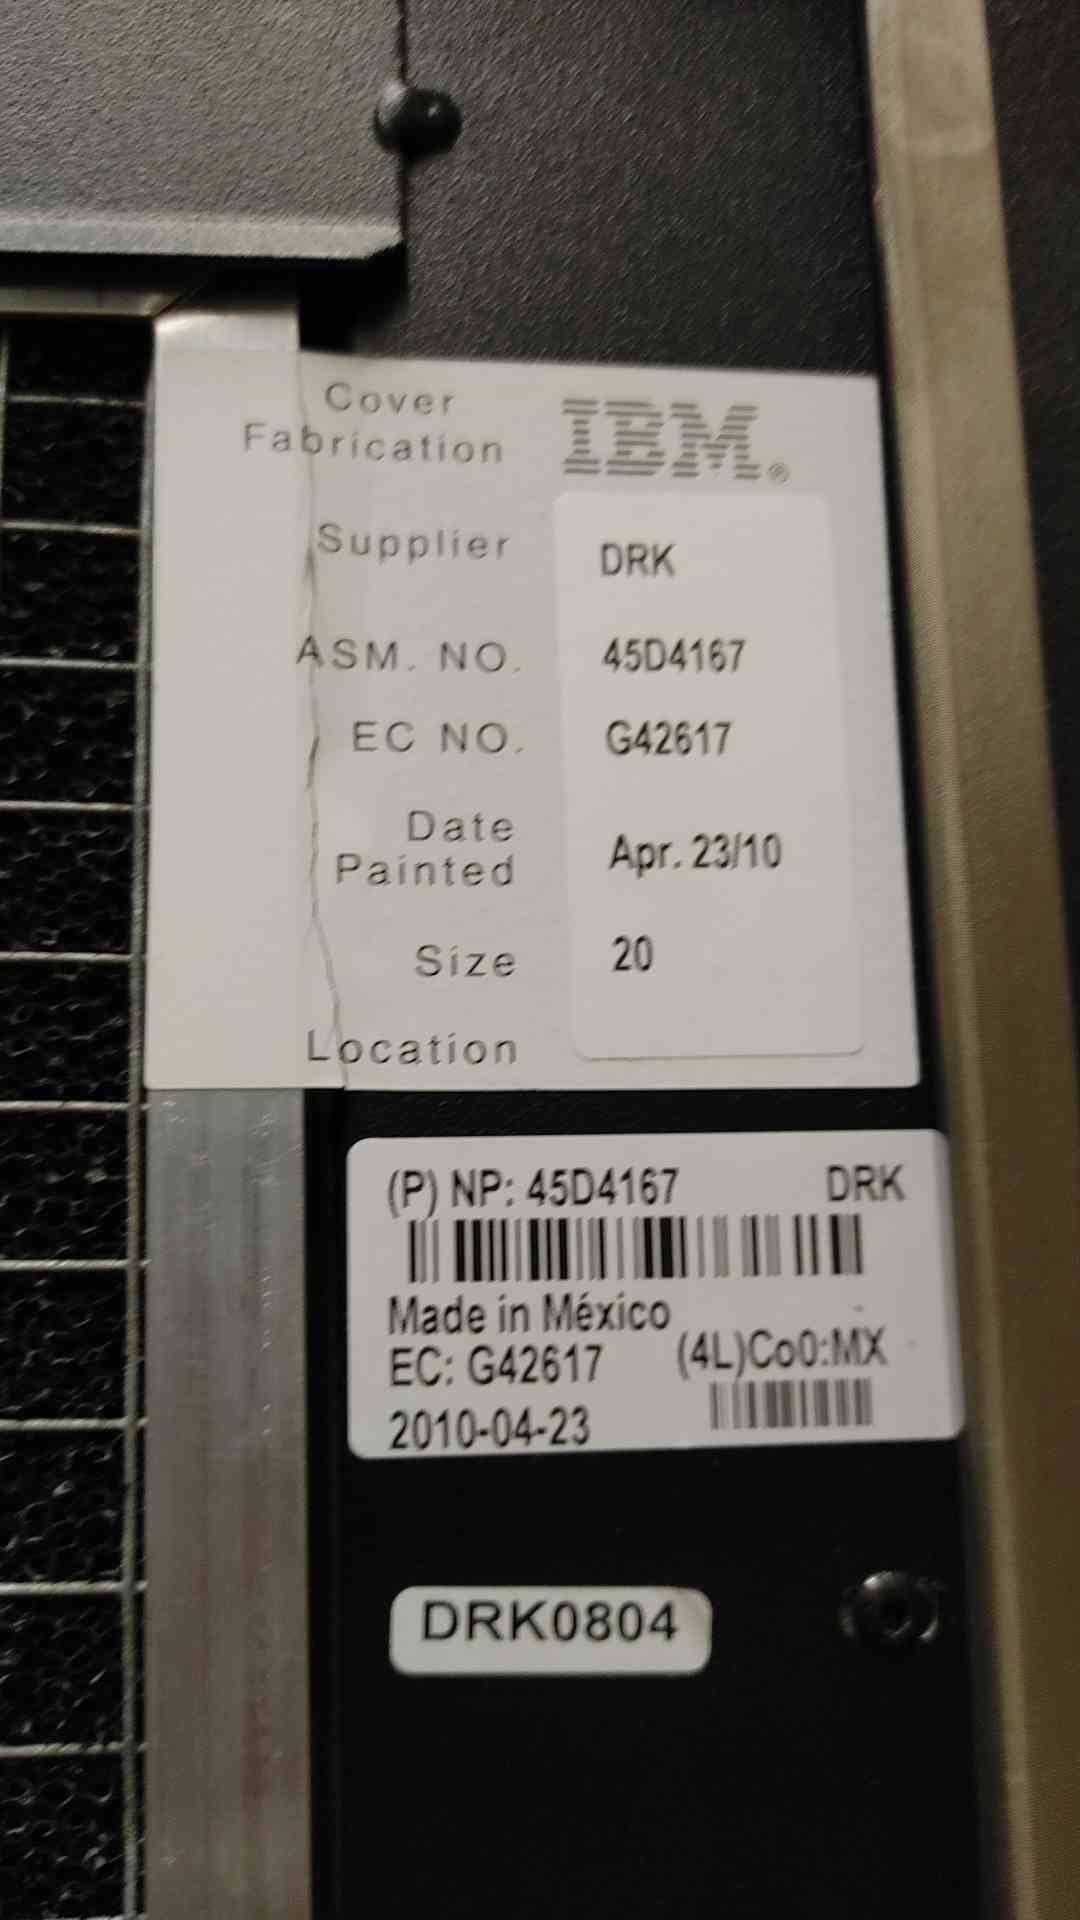 Cover
Fabrication
IBM®
Supplier DRK
ASM. NO. 45D4167
EC NO. G42617
Date
Painted Apr. 23/10
Size 20
Location
(P) NP: 45D4167 DRK
Made in México
EC: G42617 (4L)Co0:MX
2010-04-23
DRK0804